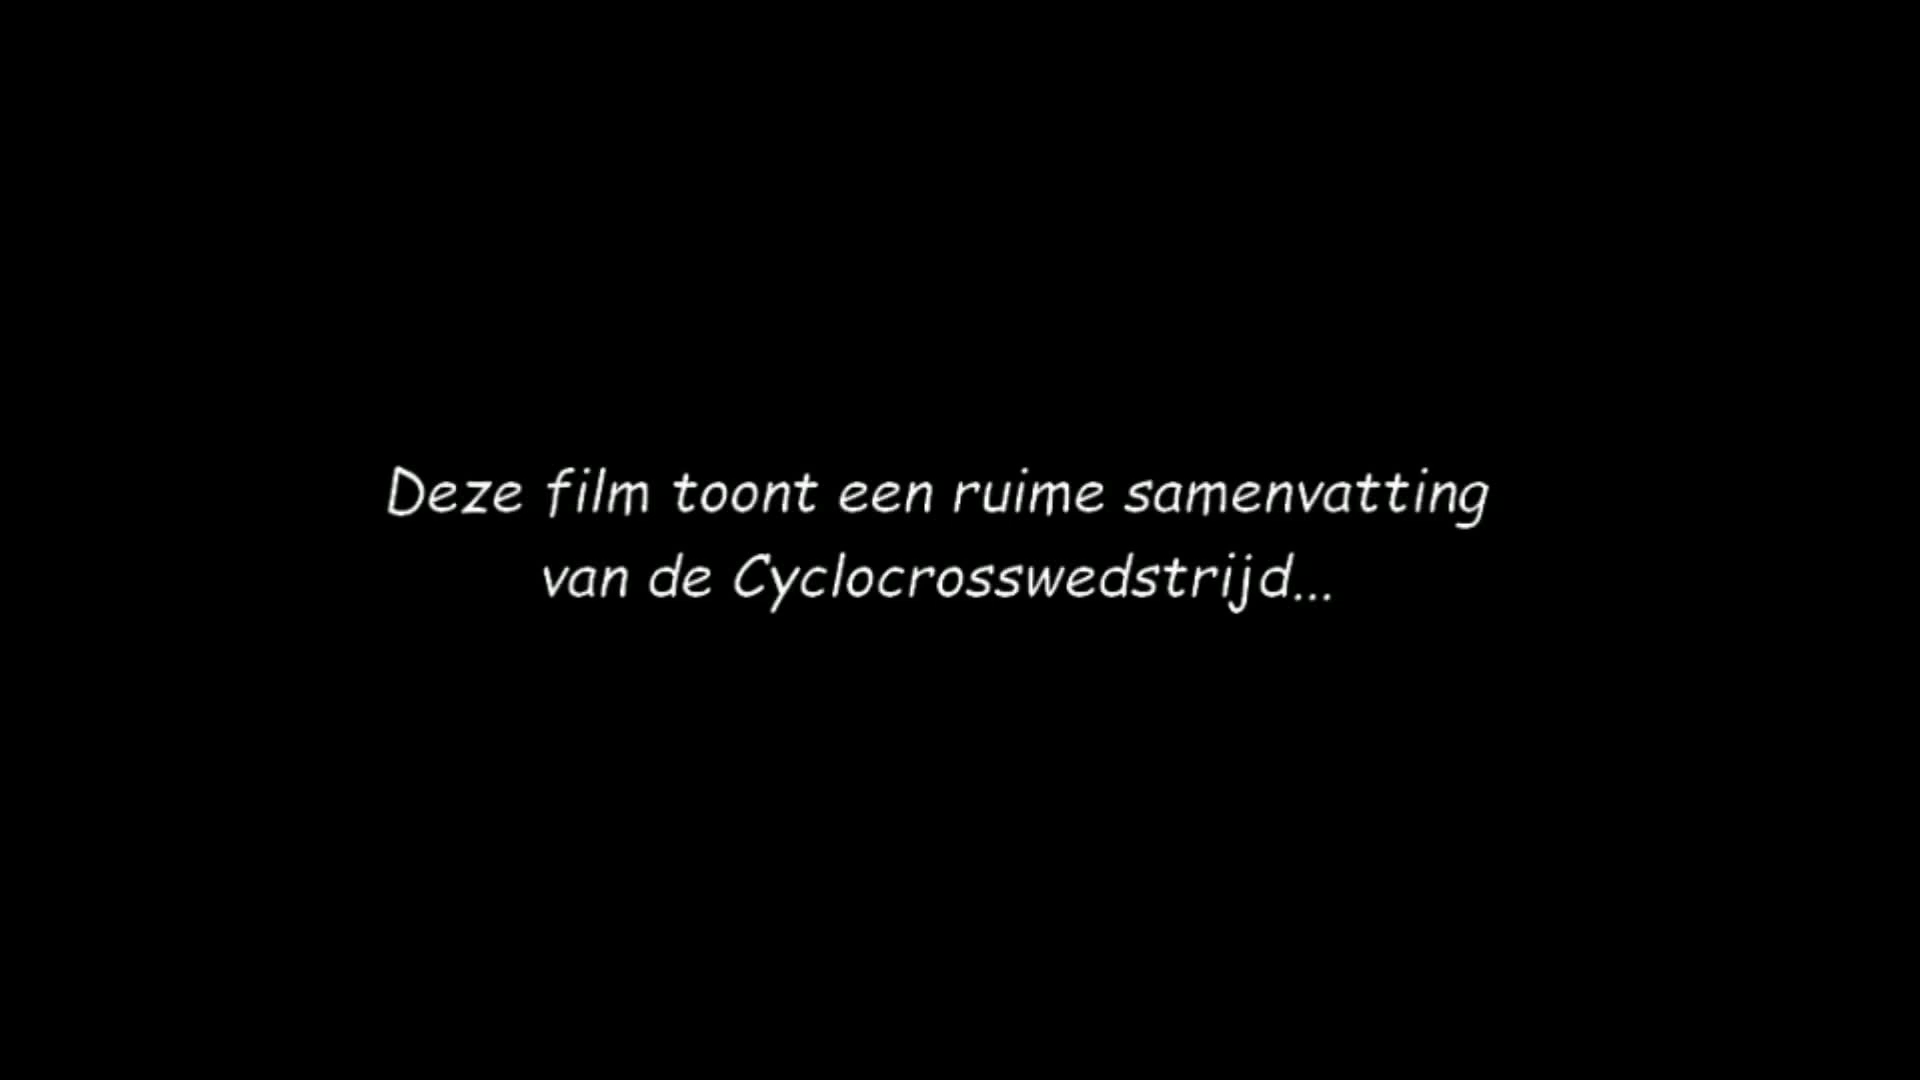 Deze film toont een ruime samenvatting
van de Cyclocrosswedstrijd...